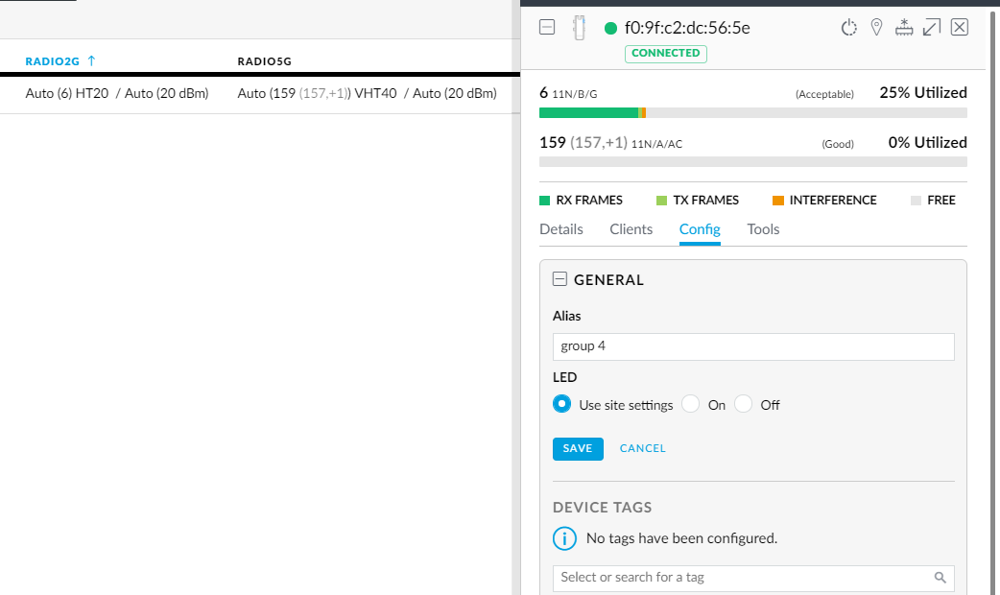 RADIO2G ↑ RADIO5G
Auto (6) HT20 / Auto (20 dBm) Auto (159 (157,+1)) VHT40 / Auto (20 dBm)
f0:9f:c2:dc:56:5e
CONNECTED
6 11N/B/G (Acceptable) 25% Utilized
159 (157,+1) 11N/A/AC (Good) 0% Utilized
RX FRAMES TX FRAMES INTERFERENCE FREE
Details Clients Config Tools
GENERAL
Alias
group 4
LED
Use site settings On Off
SAVE CANCEL
DEVICE TAGS
No tags have been configured.
Select or search for a tag